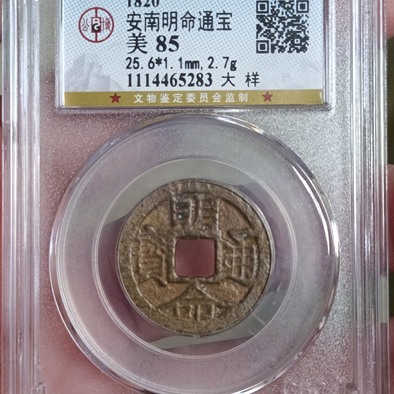 1820
安南明命通宝
美 85
25.6*1.1mm,2.7g
1114465283 大样
★ 文物鉴定委员会监制 ★
明命通寶